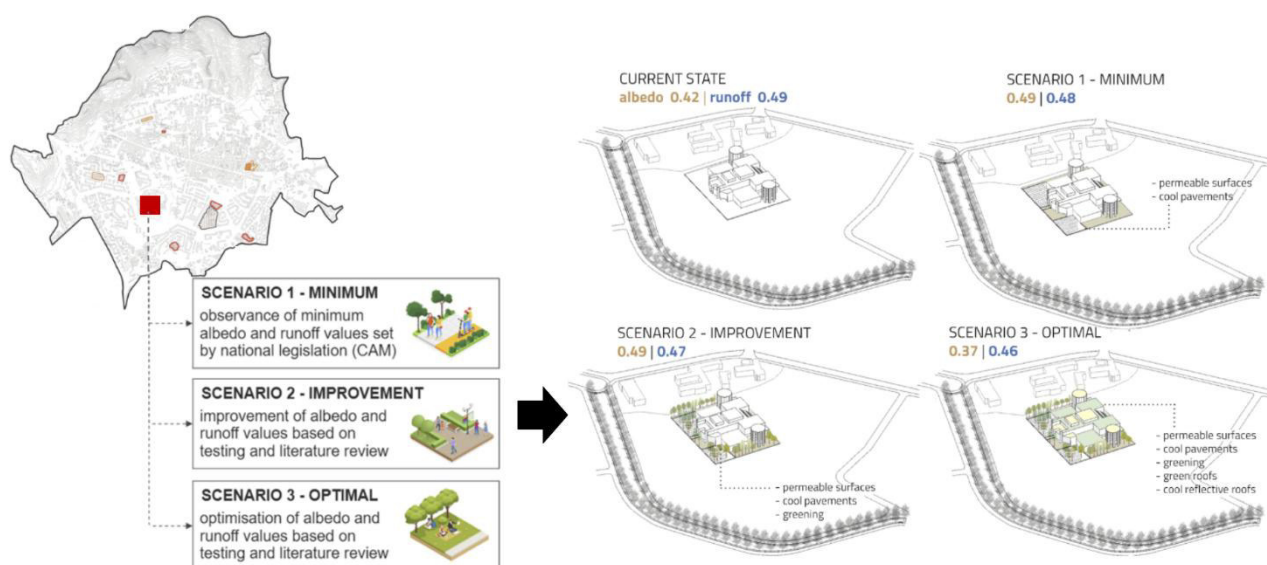 SCENARIO 1 - MINIMUM
observance of minimum
albedo and runoff values set
by national legislation (CAM)
SCENARIO 2 - IMPROVEMENT
improvement of albedo and
runoff values based on
testing and literature review
SCENARIO 3 - OPTIMAL
optimisation of albedo and
runoff values based on
testing and literature review
CURRENT STATE
albedo 0.42 | runoff 0.49
SCENARIO 1 - MINIMUM
0.49 | 0.48
- permeable surfaces
- cool pavements
SCENARIO 2 - IMPROVEMENT
0.49 | 0.47
- permeable surfaces
- cool pavements
- greening
SCENARIO 3 - OPTIMAL
0.37 | 0.46
- permeable surfaces
- cool pavements
- greening
- green roofs
- cool reflective roofs